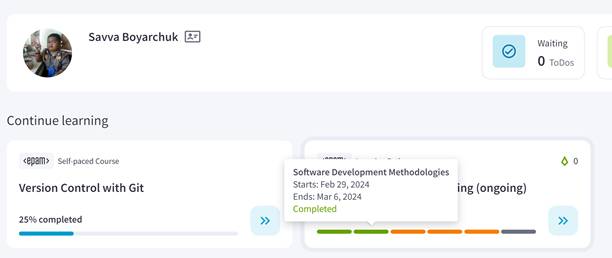 Savva Boyarchuk
Waiting
0 ToDos
Continue learning
<epam> Self-paced Course
Version Control with Git
25% completed
0
Software Development Methodologies
Starts: Feb 29, 2024
Ends: Mar 6, 2024
Completed
ing (ongoing)